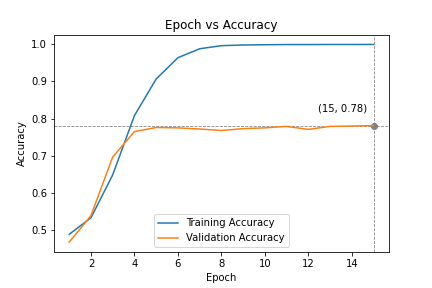 Epoch vs Accuracy
1.0
0.9
0.8
0.7
0.6
0.5
Accuracy
(15, 0.78)
Training Accuracy
Validation Accuracy
2 4 6 8 10 12 14
Epoch